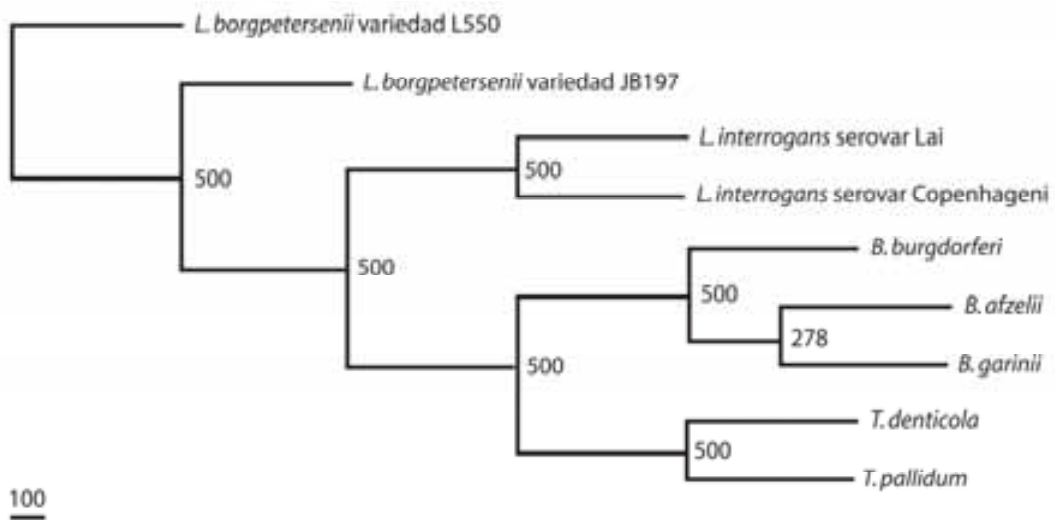 L. borgpetersenii variedad L550
L. borgpetersenii variedad JB197
L. interrogans serovar Lai
500
500
L. interrogans serovar Copenhageni
B. burgdorferi
500
500
B. afzelii
278
500
B. garinii
T. denticola
500
T. pallidum
100